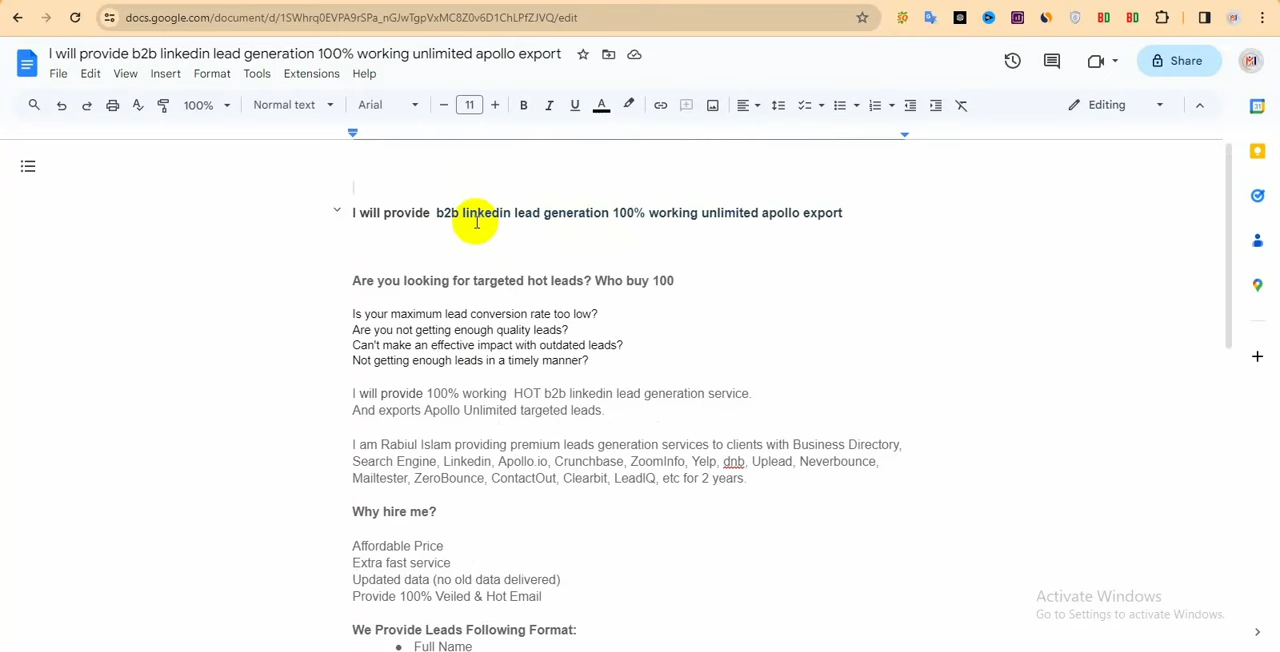 docs.google.com/document/d/1SWhrq0EVPA9rSPa_nGJwTgpVxMC8Z0v6D1ChLPfZJVQ/edit
I will provide b2b linkedin lead generation 100% working unlimited apollo export
File Edit View Insert Format Tools Extensions Help
Share
100% Normal text Arial 11 Editing
I will provide b2b linkedin lead generation 100% working unlimited apollo export
Are you looking for targeted hot leads? Who buy 100
Is your maximum lead conversion rate too low?
Are you not getting enough quality leads?
Can't make an effective impact with outdated leads?
Not getting enough leads in a timely manner?
I will provide 100% working HOT b2b linkedin lead generation service.
And exports Apollo Unlimited targeted leads.
I am Rabiul Islam providing premium leads generation services to clients with Business Directory,
Search Engine, Linkedin, Apollo.io, Crunchbase, ZoomInfo, Yelp, dnb, Uplead, Neverbounce,
Mailtester, ZeroBounce, ContactOut, Clearbit, LeadIQ, etc for 2 years.
Why hire me?
Affordable Price
Extra fast service
Updated data (no old data delivered)
Provide 100% Veiled & Hot Email
We Provide Leads Following Format:
● Full Name
Activate Windows
Go to Settings to activate Windows.